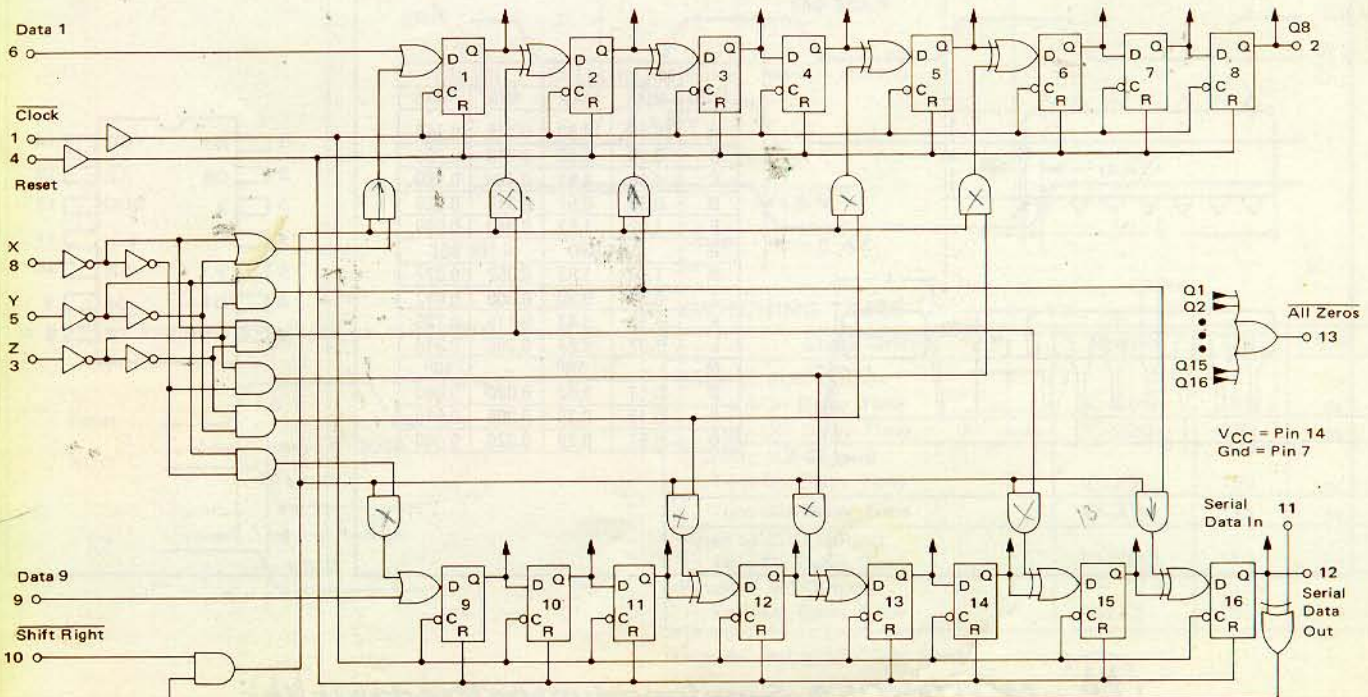 Data 1
6
Q8
2
D Q C R 1
D Q C R 2
D Q C R 3
D Q C R 4
D Q C R 5
D Q C R 6
D Q C R 7
D Q C R 8
Clock
1
4
Reset
X
8
Y
5
Z
3
Q1
Q2
Q15
Q16
All Zeros
13
VCC = Pin 14
Gnd = Pin 7
13
Serial
Data In
11
Data 9
9
D Q C R 9
D Q C R 10
D Q C R 11
D Q C R 12
D Q C R 13
D Q C R 14
D Q C R 15
D Q C R 16
12
Serial
Data
Out
Shift Right
10